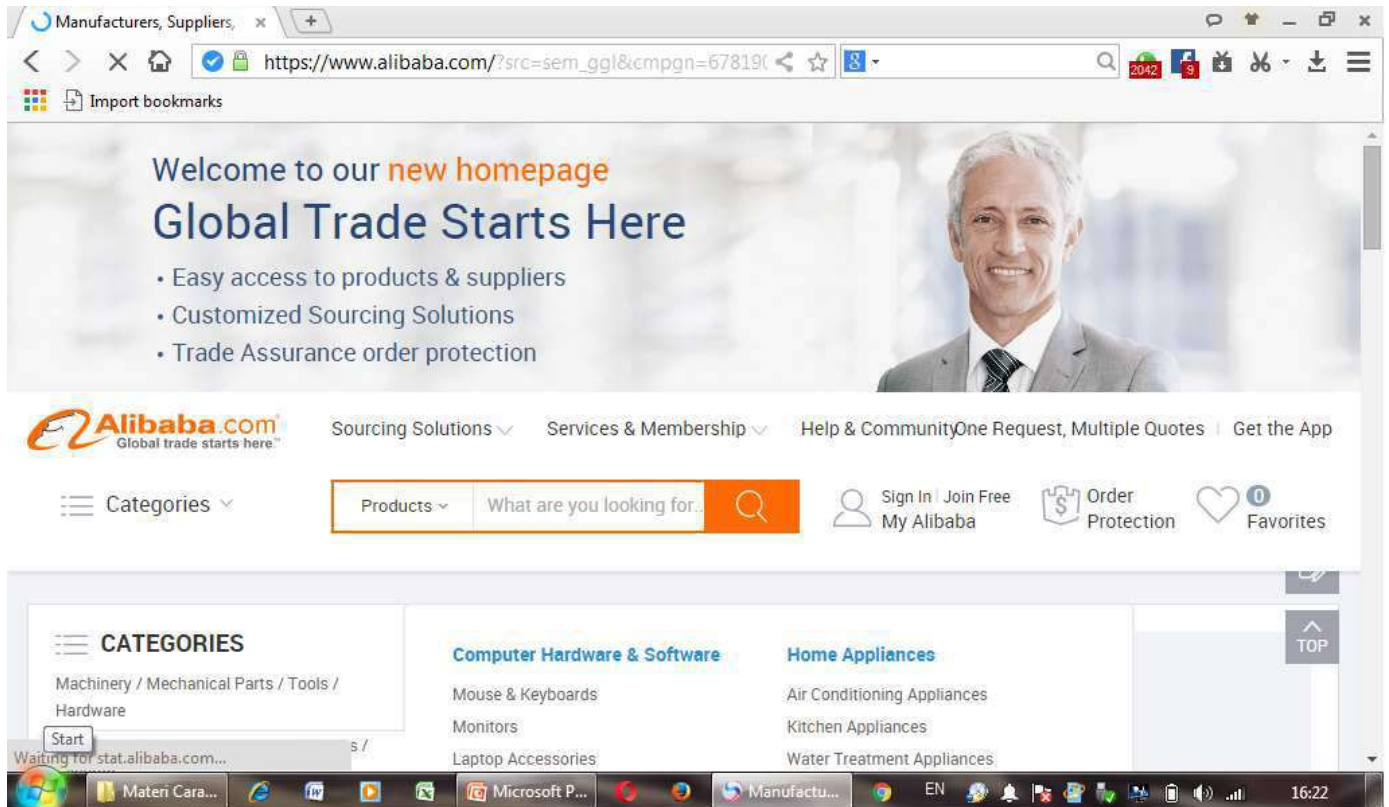 Manufacturers, Suppliers,
https://www.alibaba.com/?src=sem_ggl&cmpgn=678190
2042
9
Import bookmarks
Welcome to our new homepage
Global Trade Starts Here
• Easy access to products & suppliers
• Customized Sourcing Solutions
• Trade Assurance order protection
Alibaba.com
Global trade starts here.™
Sourcing Solutions Services & Membership Help & Community One Request, Multiple Quotes | Get the App
Categories
Products What are you looking for..
Sign In | Join Free
My Alibaba
Order
Protection
0
Favorites
CATEGORIES
Machinery / Mechanical Parts / Tools /
Hardware
s /
Computer Hardware & Software
Mouse & Keyboards
Monitors
Laptop Accessories
Home Appliances
Air Conditioning Appliances
Kitchen Appliances
Water Treatment Appliances
TOP
Start
Waiting for stat.alibaba.com...
Materi Cara... Microsoft P... Manufactu... EN 16:22